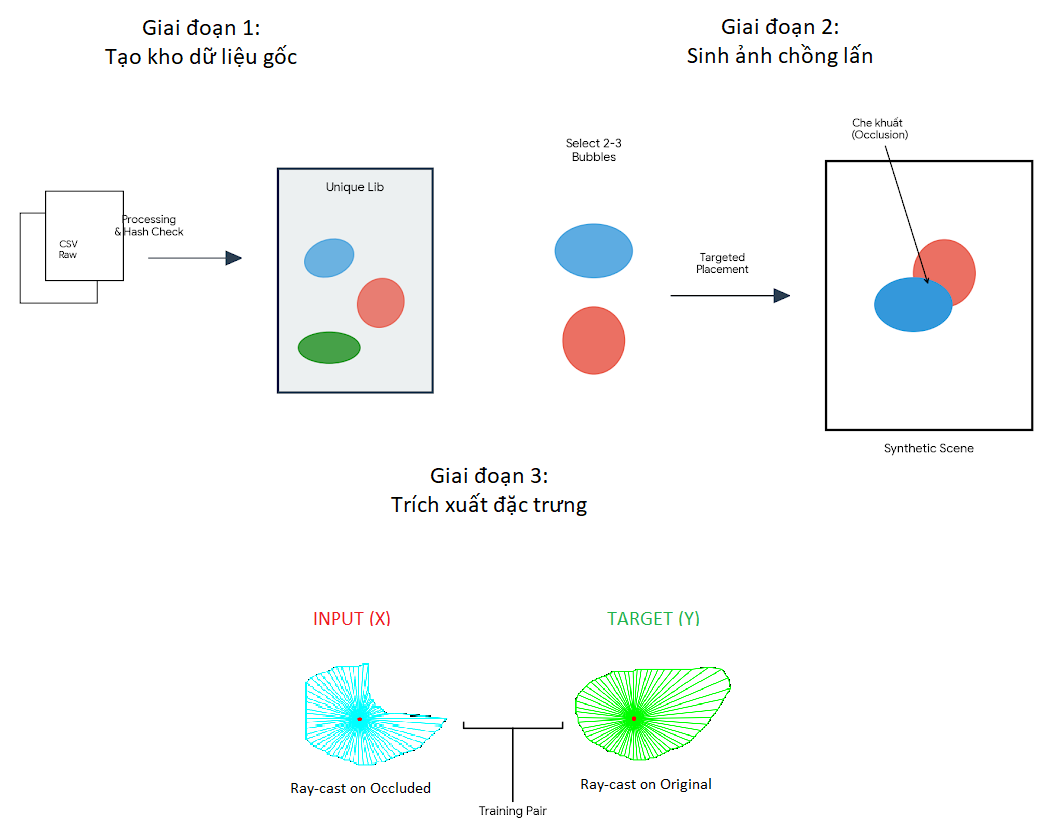 Giai đoạn 1:
Tạo kho dữ liệu gốc
CSV
Raw
Processing
& Hash Check
Unique Lib
Giai đoạn 2:
Sinh ảnh chồng lấn
Select 2-3
Bubbles
Targeted
Placement
Che khuất
(Occlusion)
Synthetic Scene
Giai đoạn 3:
Trích xuất đặc trưng
INPUT (X)
Ray-cast on Occluded
TARGET (Y)
Ray-cast on Original
Training Pair